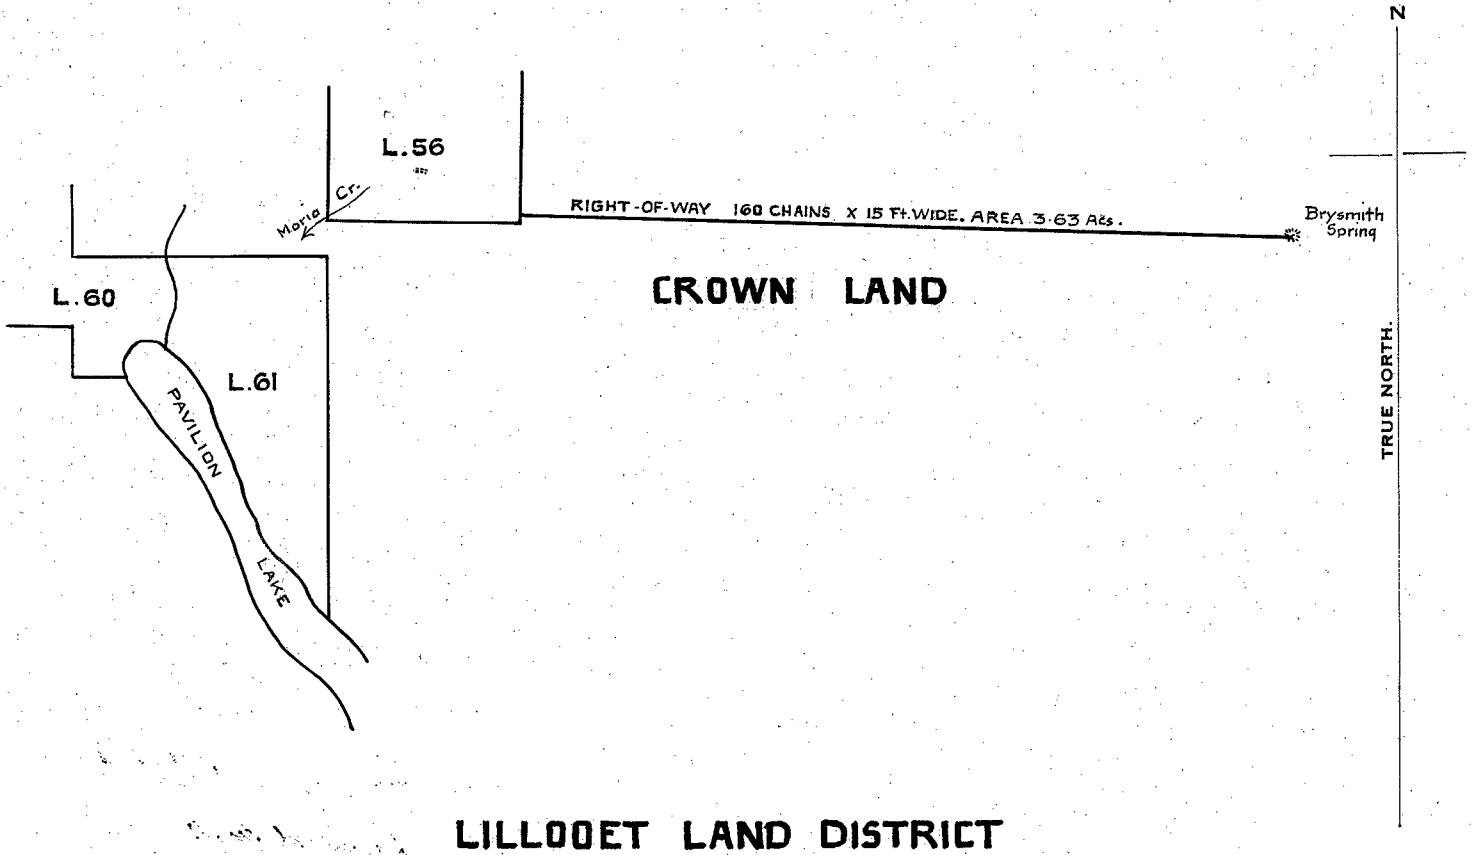 N
L.56
Moria Cr.
RIGHT-OF-WAY 160 CHAINS X 15 Ft. WIDE. AREA 3.63 Acs.
Brysmith
Spring
L.60
CROWN LAND
L.61
PAVILION
LAKE
TRUE NORTH.
LILLOOET LAND DISTRICT